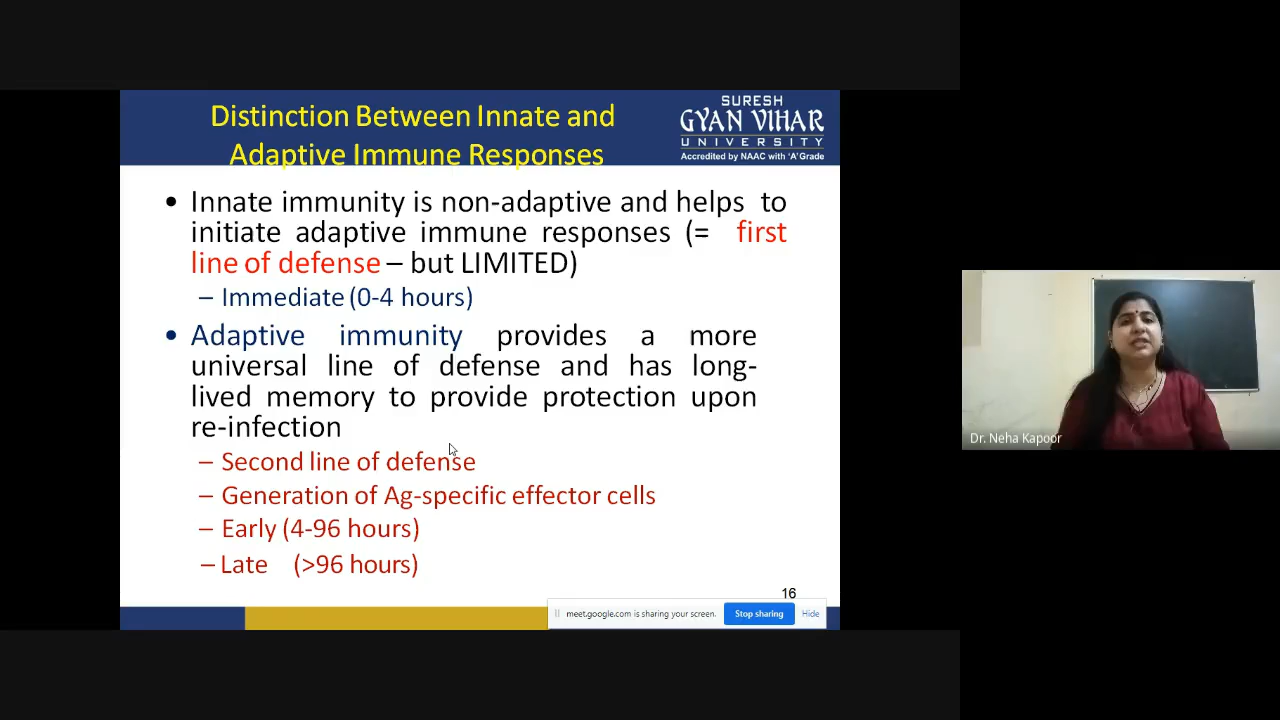 Distinction Between Innate and
Adaptive Immune Responses
SURESH
GYAN VIHAR
UNIVERSITY
Accredited by NAAC with 'A' Grade
• Innate immunity is non-adaptive and helps to
initiate adaptive immune responses (= first
line of defense – but LIMITED)
– Immediate (0-4 hours)
• Adaptive immunity provides a more
universal line of defense and has long-
lived memory to provide protection upon
re-infection
– Second line of defense
– Generation of Ag-specific effector cells
– Early (4-96 hours)
– Late (>96 hours)
16
meet.google.com is sharing your screen.
Stop sharing
Hide
Dr. Neha Kapoor